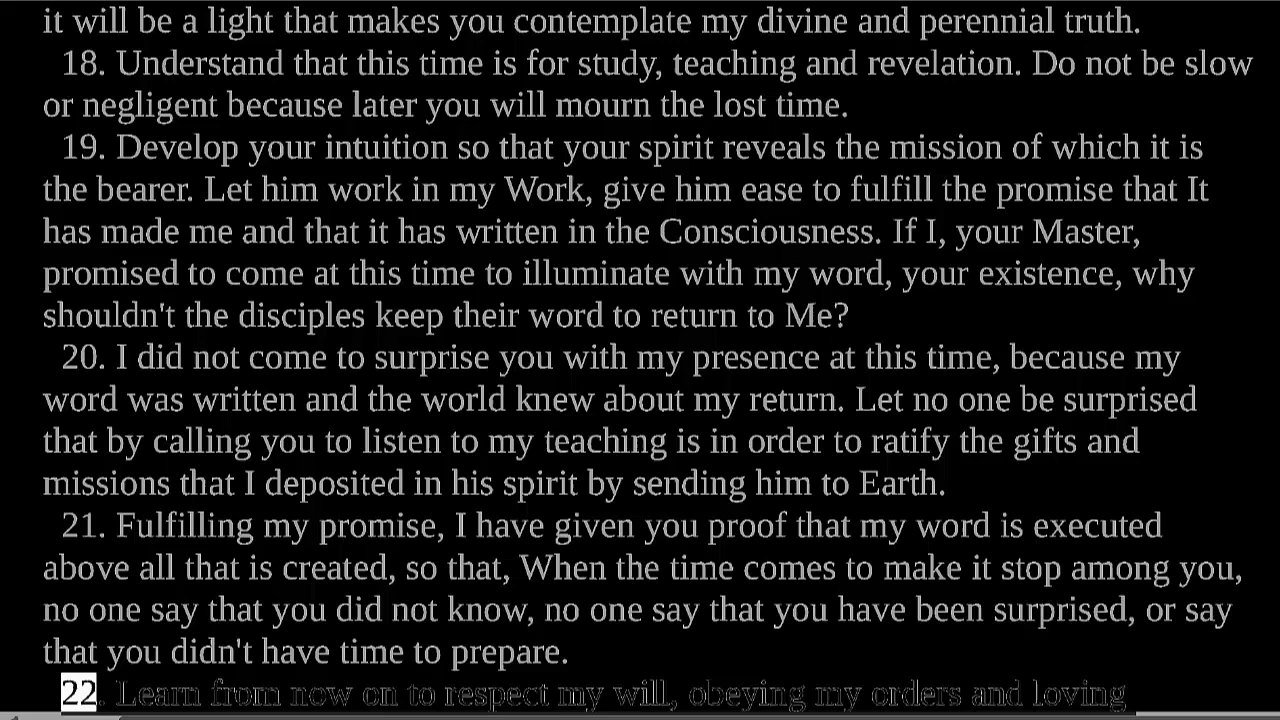 it will be a light that makes you contemplate my divine and perennial truth.
18. Understand that this time is for study, teaching and revelation. Do not be slow
or negligent because later you will mourn the lost time.
19. Develop your intuition so that your spirit reveals the mission of which it is
the bearer. Let him work in my Work, give him ease to fulfill the promise that It
has made me and that it has written in the Consciousness. If I, your Master,
promised to come at this time to illuminate with my word, your existence, why
shouldn't the disciples keep their word to return to Me?
20. I did not come to surprise you with my presence at this time, because my
word was written and the world knew about my return. Let no one be surprised
that by calling you to listen to my teaching is in order to ratify the gifts and
missions that I deposited in his spirit by sending him to Earth.
21. Fulfilling my promise, I have given you proof that my word is executed
above all that is created, so that, When the time comes to make it stop among you,
no one say that you did not know, no one say that you have been surprised, or say
that you didn't have time to prepare.
22. Learn from now on to respect my will, obeying my orders and loving